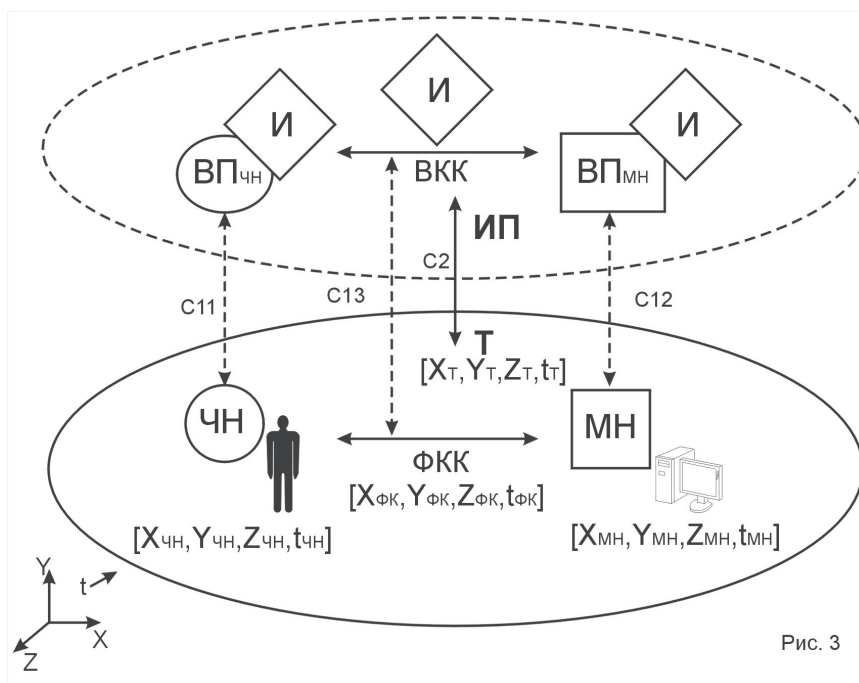 И
И И
ВПЧН ВПМН
ВКК
ИП
С2
С11 С13 С12
Т
[XТ,YТ,ZТ,tТ]
ЧН МН
ФКК
[XФК,YФК,ZФК,tФК]
[XЧН,YЧН,ZЧН,tЧН] [XМН,YМН,ZМН,tМН]
Y t
X
Z
Рис. 3